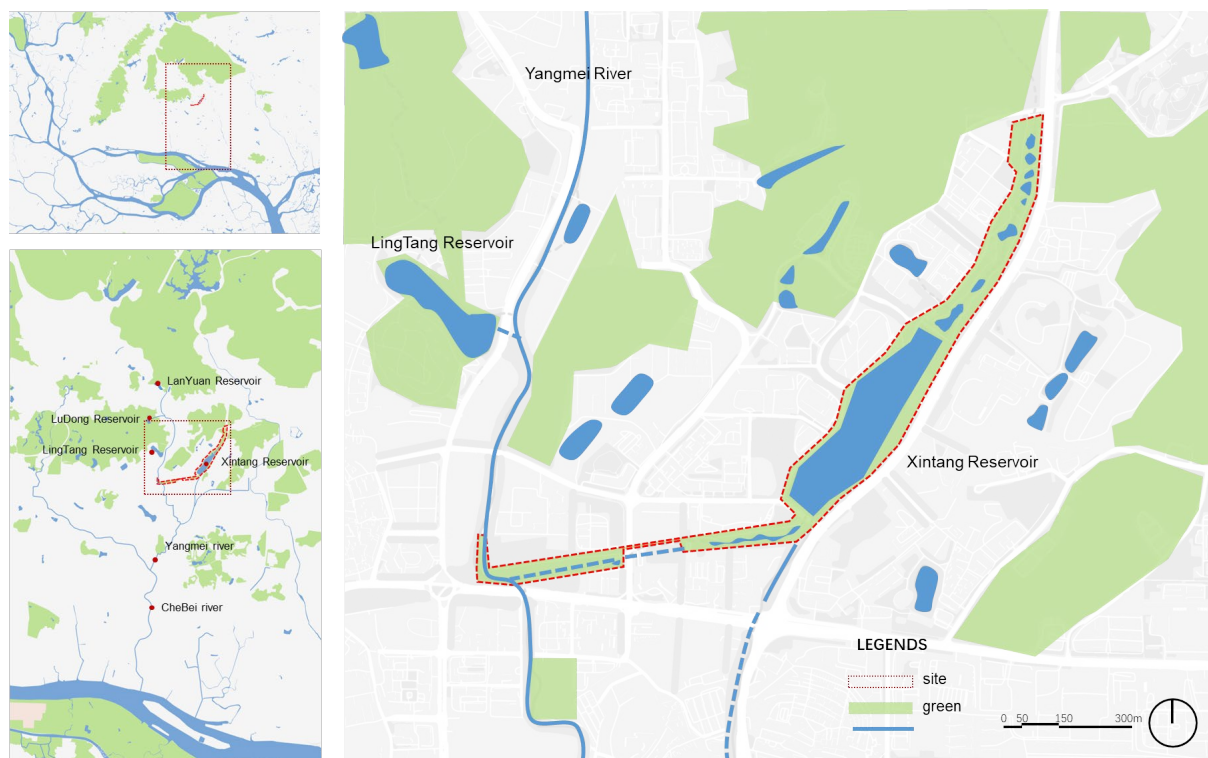 Yangmei River
LingTang Reservoir
LanYuan Reservoir
LuDong Reservoir
LingTang Reservoir
Xintang Reservoir
Xintang Reservoir
Yangmei river
CheBei river
LEGENDS
site
green
0 50 150 300m